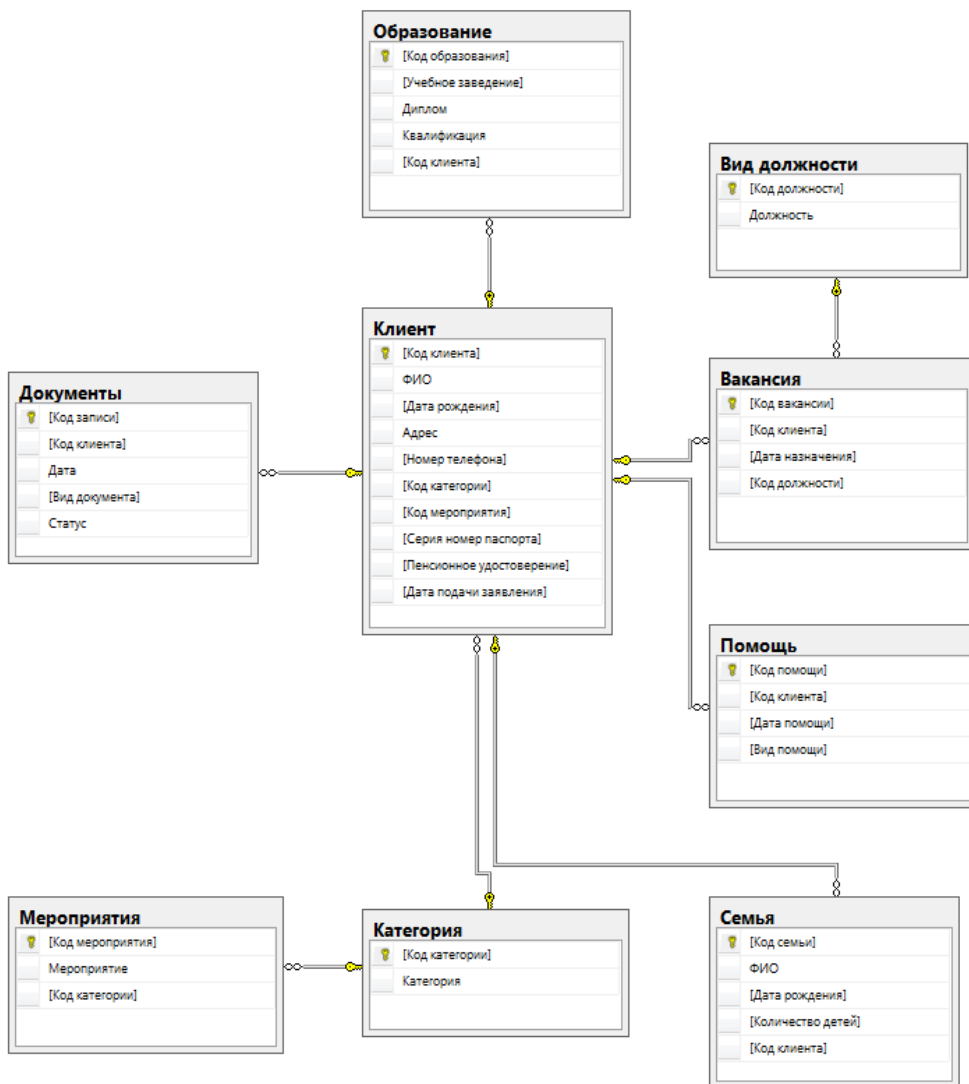 Образование
[Код образования]
[Учебное заведение]
Диплом
Квалификация
[Код клиента]
Вид должности
[Код должности]
Должность
Клиент
[Код клиента]
ФИО
[Дата рождения]
Адрес
[Номер телефона]
[Код категории]
[Код мероприятия]
[Серия номер паспорта]
[Пенсионное удостоверение]
[Дата подачи заявления]
Документы
[Код записи]
[Код клиента]
Дата
[Вид документа]
Статус
Вакансия
[Код вакансии]
[Код клиента]
[Дата назначения]
[Код должности]
Помощь
[Код помощи]
[Код клиента]
[Дата помощи]
[Вид помощи]
Мероприятия
[Код мероприятия]
Мероприятие
[Код категории]
Категория
[Код категории]
Категория
Семья
[Код семьи]
ФИО
[Дата рождения]
[Количество детей]
[Код клиента]